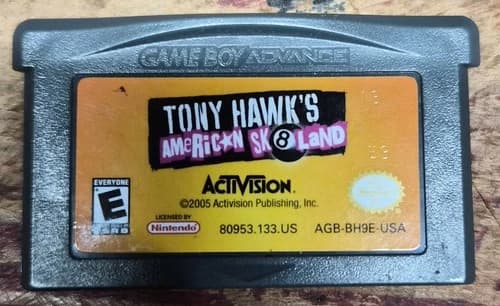 GAME BOY ADVANCE
TONY HAWK'S
AMERICAN SK8LAND
ACTIVISION.
©2005 Activision Publishing, Inc.
EVERYONE
E
LICENSED BY
Nintendo
80953.133.US AGB-BH9E-USA